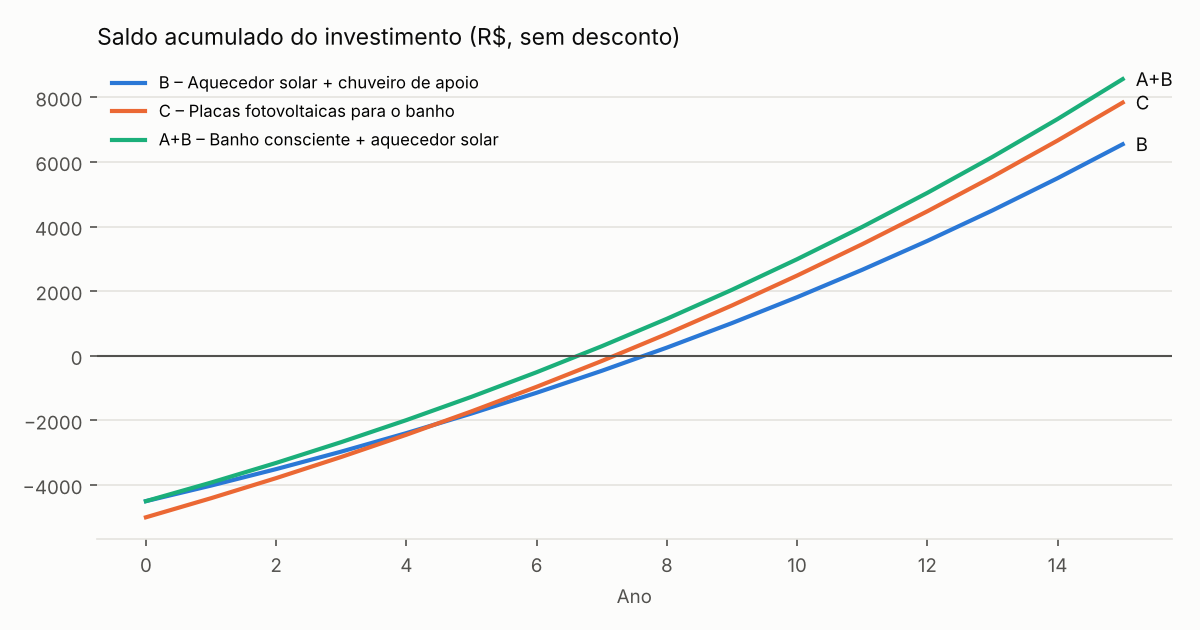 Saldo acumulado do investimento (R$, sem desconto)
B – Aquecedor solar + chuveiro de apoio
C – Placas fotovoltaicas para o banho
A+B – Banho consciente + aquecedor solar
8000
6000
4000
2000
0
−2000
−4000
A+B
C
B
0 2 4 6 8 10 12 14
Ano